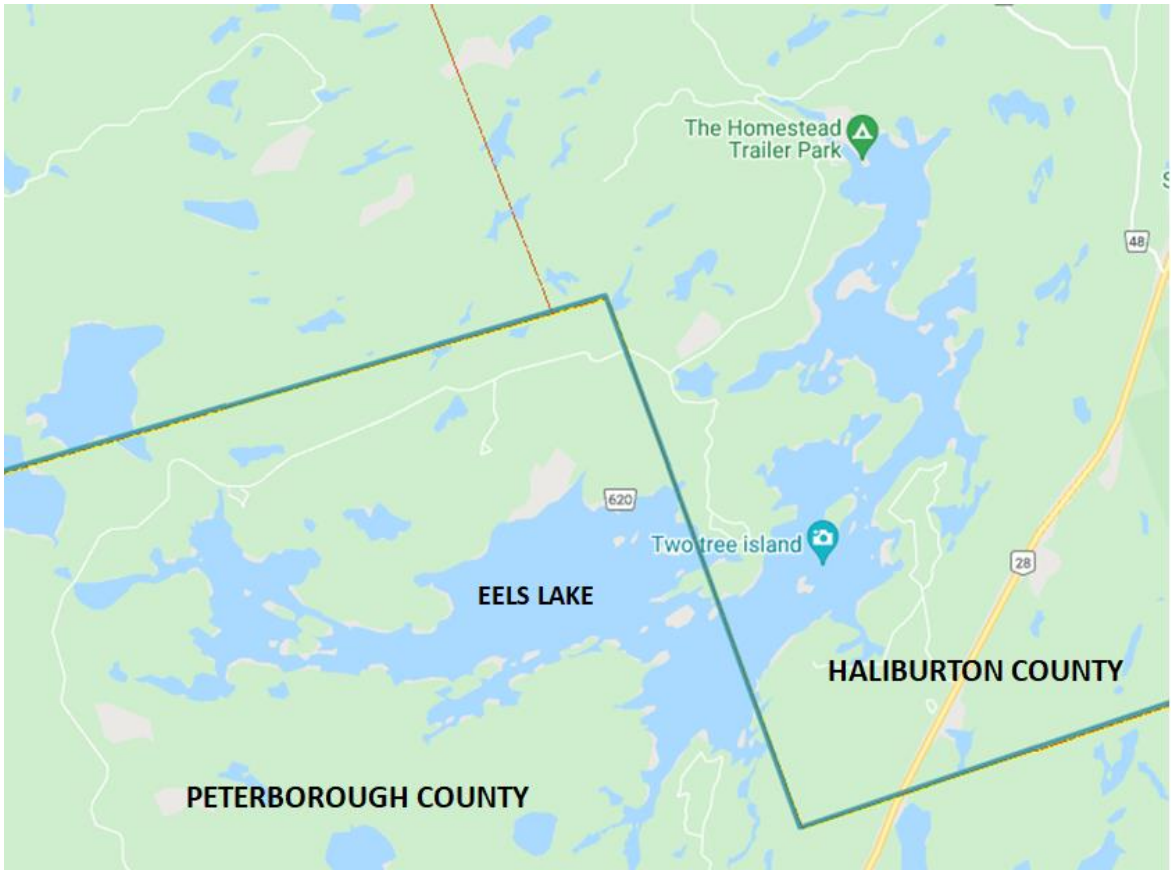 The Homestead
Trailer Park
48
620
Two tree island
28
EELS LAKE
HALIBURTON COUNTY
PETERBOROUGH COUNTY